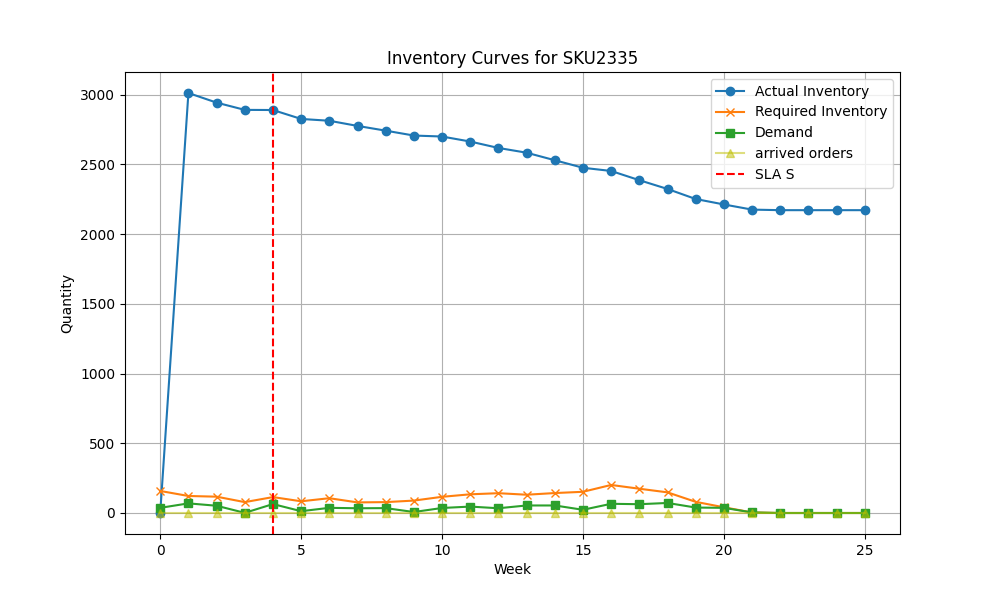 Inventory Curves for SKU2335
Actual Inventory
Required Inventory
Demand
arrived orders
SLA S
3000
2500
2000
1500
1000
500
0
Quantity
0 5 10 15 20 25
Week